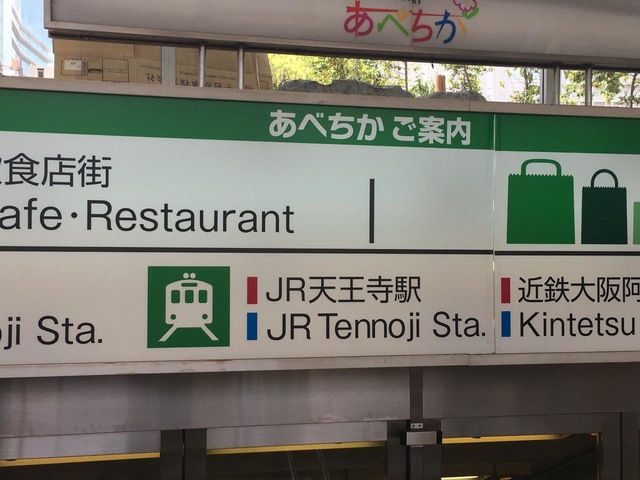 あべちか
あべちか ご案内
食店街
afe・Restaurant
ji Sta.
JR天王寺駅
JR Tennoji Sta.
近鉄大阪阿
Kintetsu